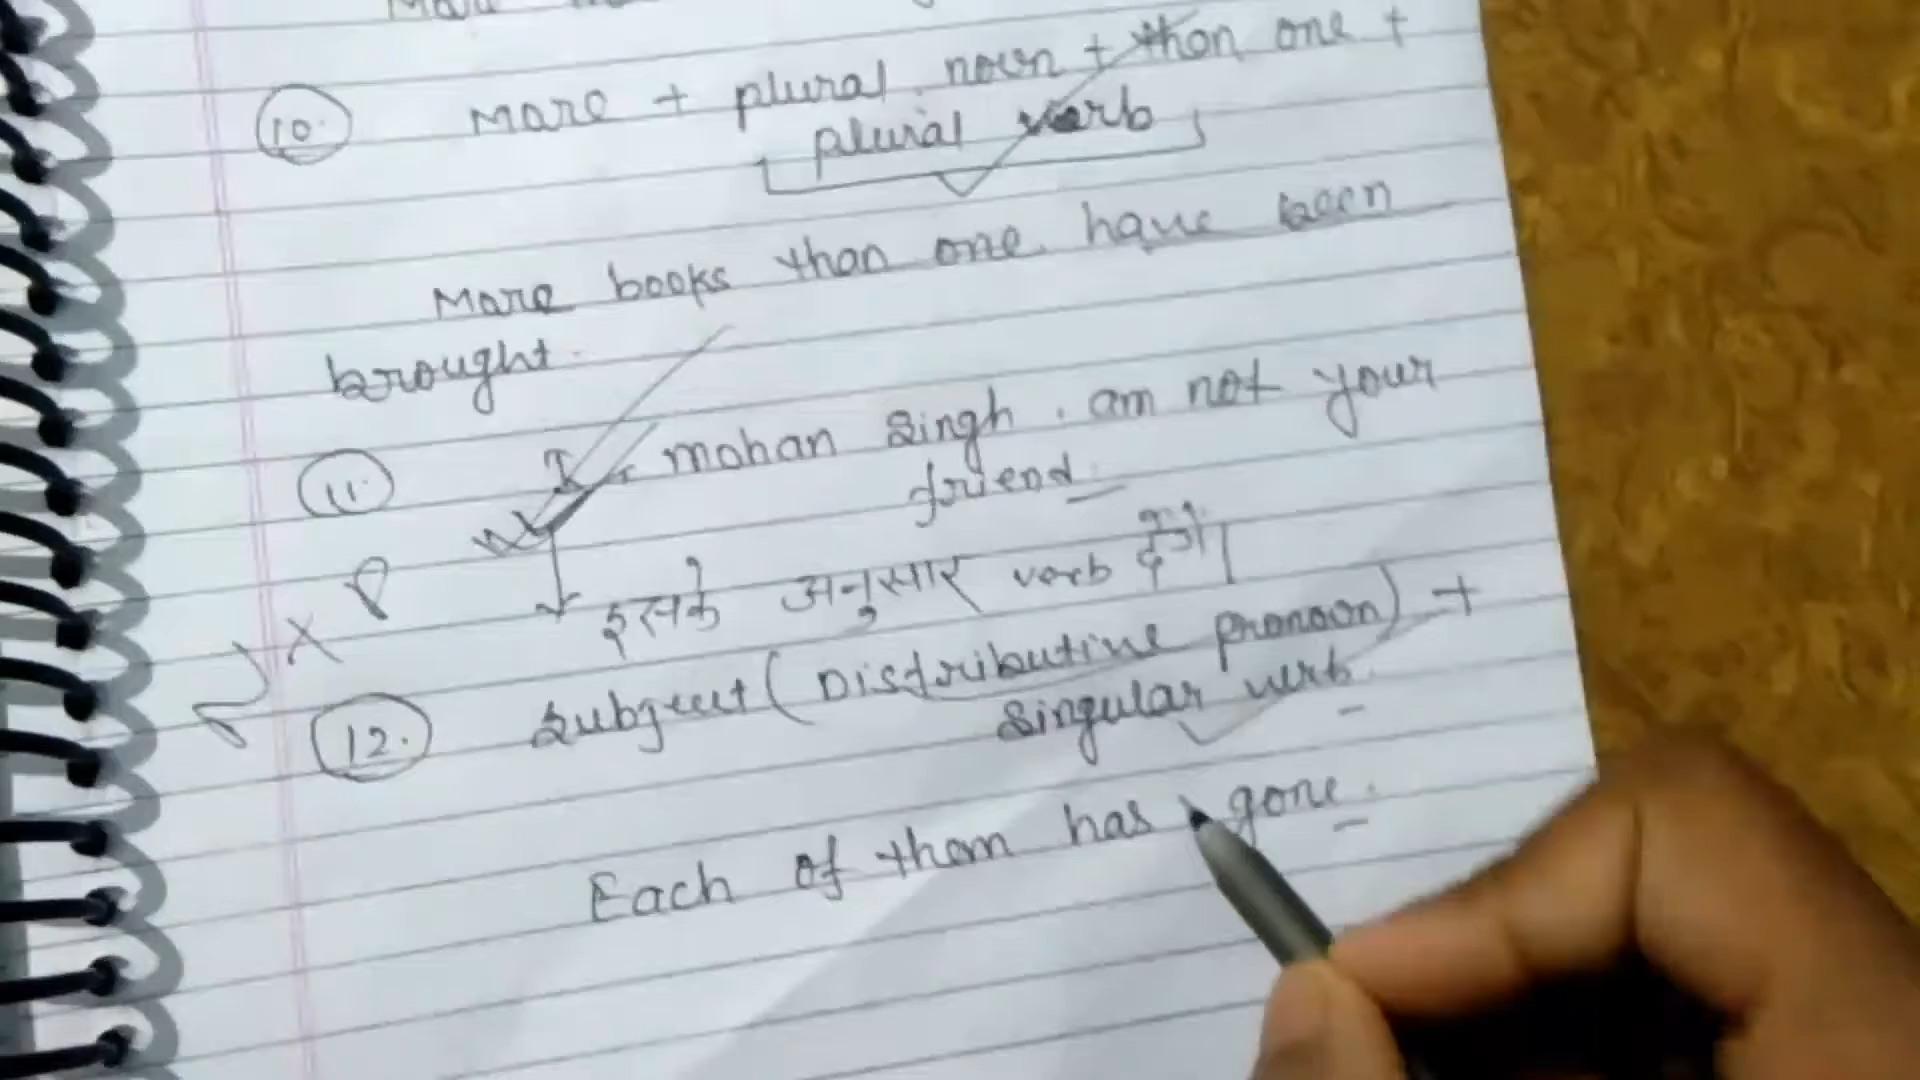 10. More + plural noun + than one +
plural verb
More books than one have been
brought.
11. I, mohan singh, am not your
friend.
इसके अनुसार verb देंगे।
12. Subject (Distributive pronoun) +
singular verb.
Each of them has gone.